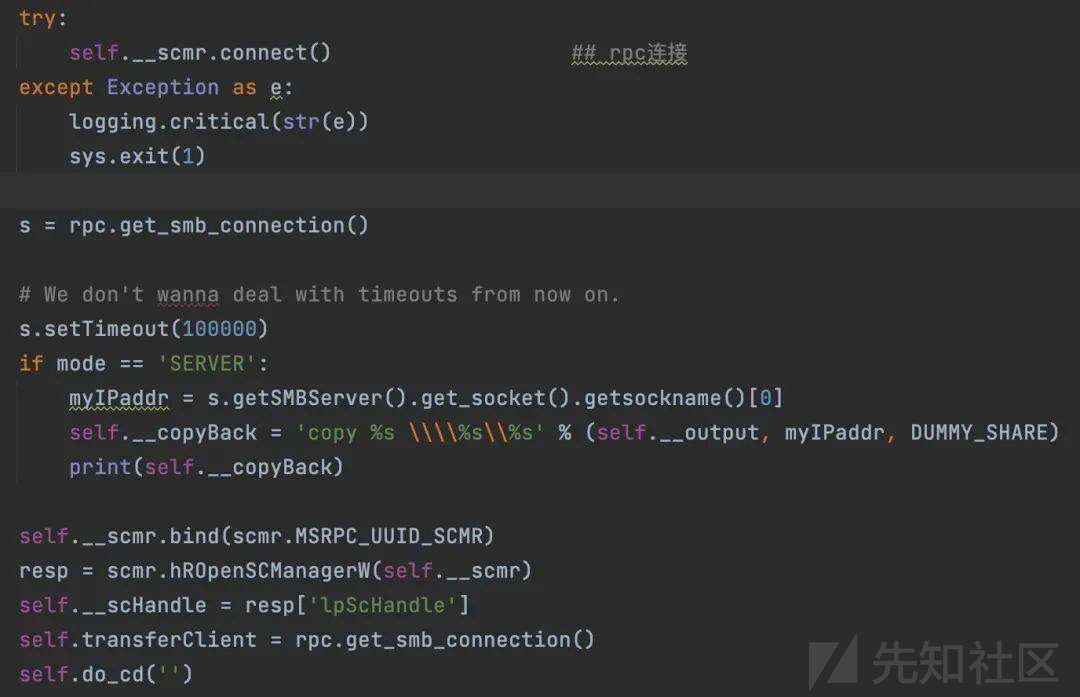 try:
    self.__scmr.connect()                    ## rpc连接
except Exception as e:
    logging.critical(str(e))
    sys.exit(1)
s = rpc.get_smb_connection()
# We don't wanna deal with timeouts from now on.
s.setTimeout(100000)
if mode == 'SERVER':
    myIPaddr = s.getSMBServer().get_socket().getsockname()[0]
    self.__copyBack = 'copy %s \\\\%s\\%s' % (self.__output, myIPaddr, DUMMY_SHARE)
    print(self.__copyBack)
self.__scmr.bind(scmr.MSRPC_UUID_SCMR)
resp = scmr.hROpenSCManagerW(self.__scmr)
self.__scHandle = resp['lpScHandle']
self.transferClient = rpc.get_smb_connection()
self.do_cd('')
先知社区